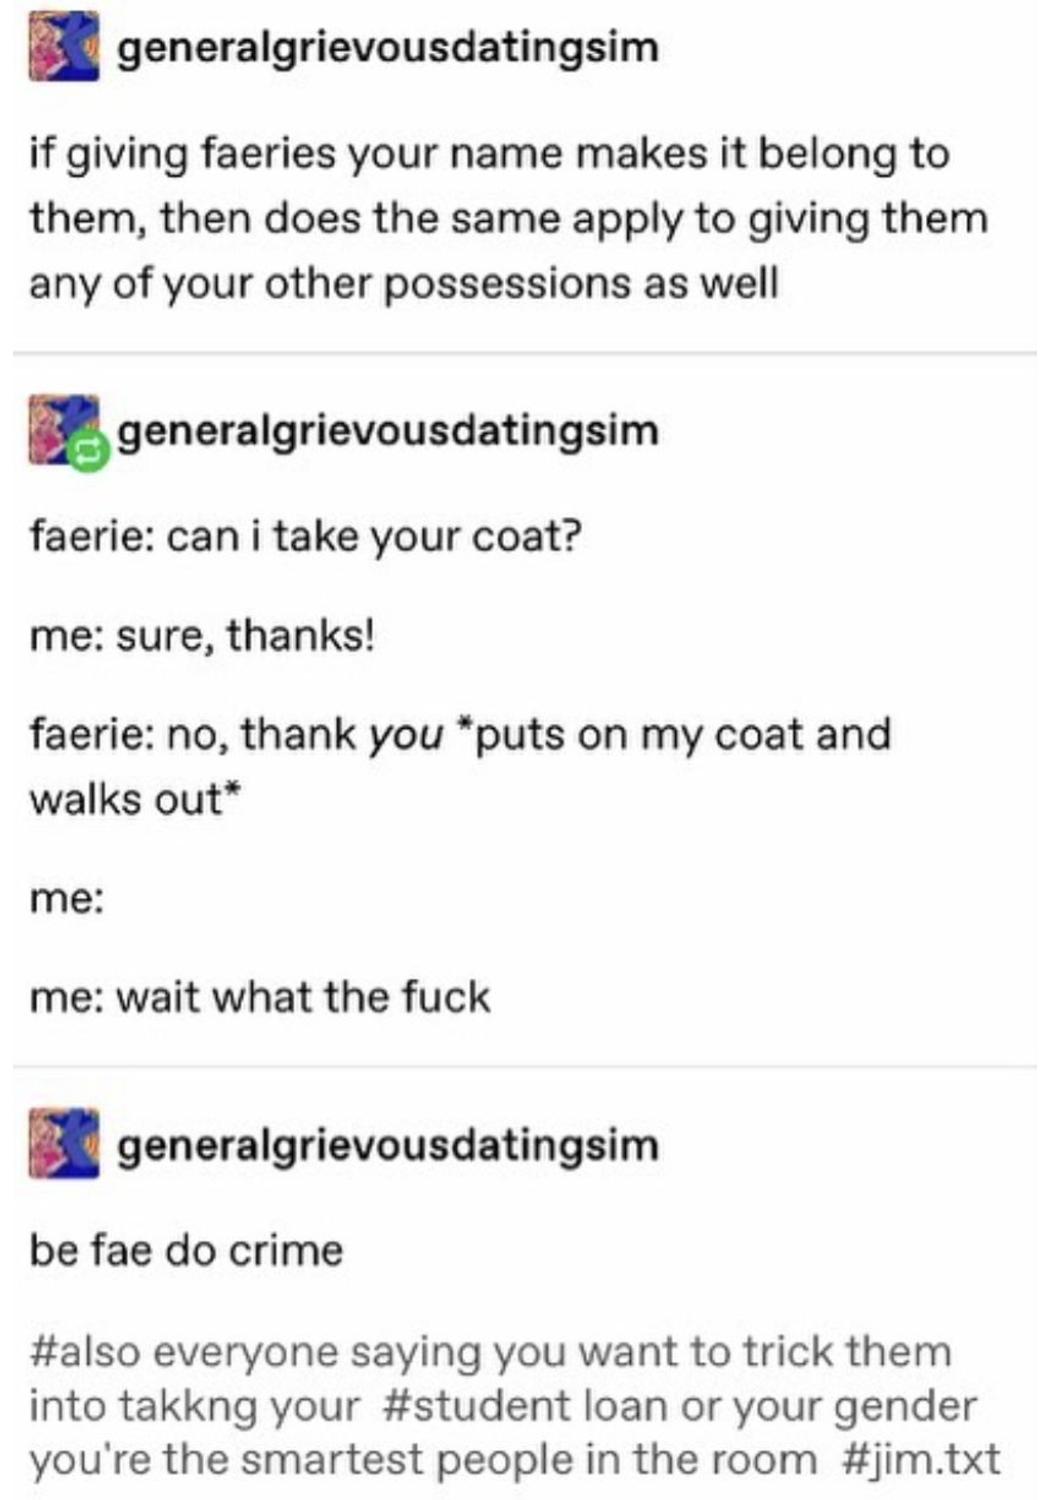 generalgrievousdatingsim
if giving faeries your name makes it belong to
them, then does the same apply to giving them
any of your other possessions as well
generalgrievousdatingsim
faerie: can i take your coat?
me: sure, thanks!
faerie: no, thank you *puts on my coat and
walks out*
me:
me: wait what the fuck
generalgrievousdatingsim
be fae do crime
#also everyone saying you want to trick them
into takkng your #student loan or your gender
you're the smartest people in the room #jim.txt